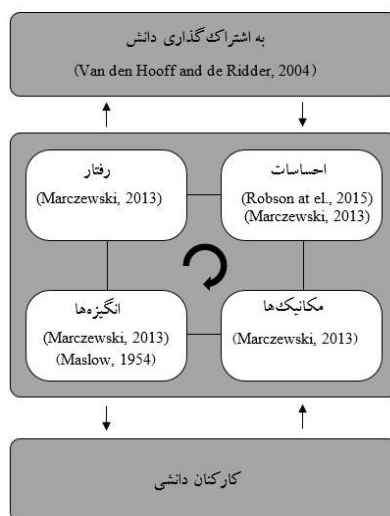 به اشتراک‌گذاری دانش
(Van den Hooff and de Ridder, 2004)
احساسات
(Robson at el., 2015)
(Marczewski, 2013)
رفتار
(Marczewski, 2013)
مکانیک‌ها
(Marczewski, 2013)
انگیزه‌ها
(Marczewski, 2013)
(Maslow, 1954)
کارکنان دانشی